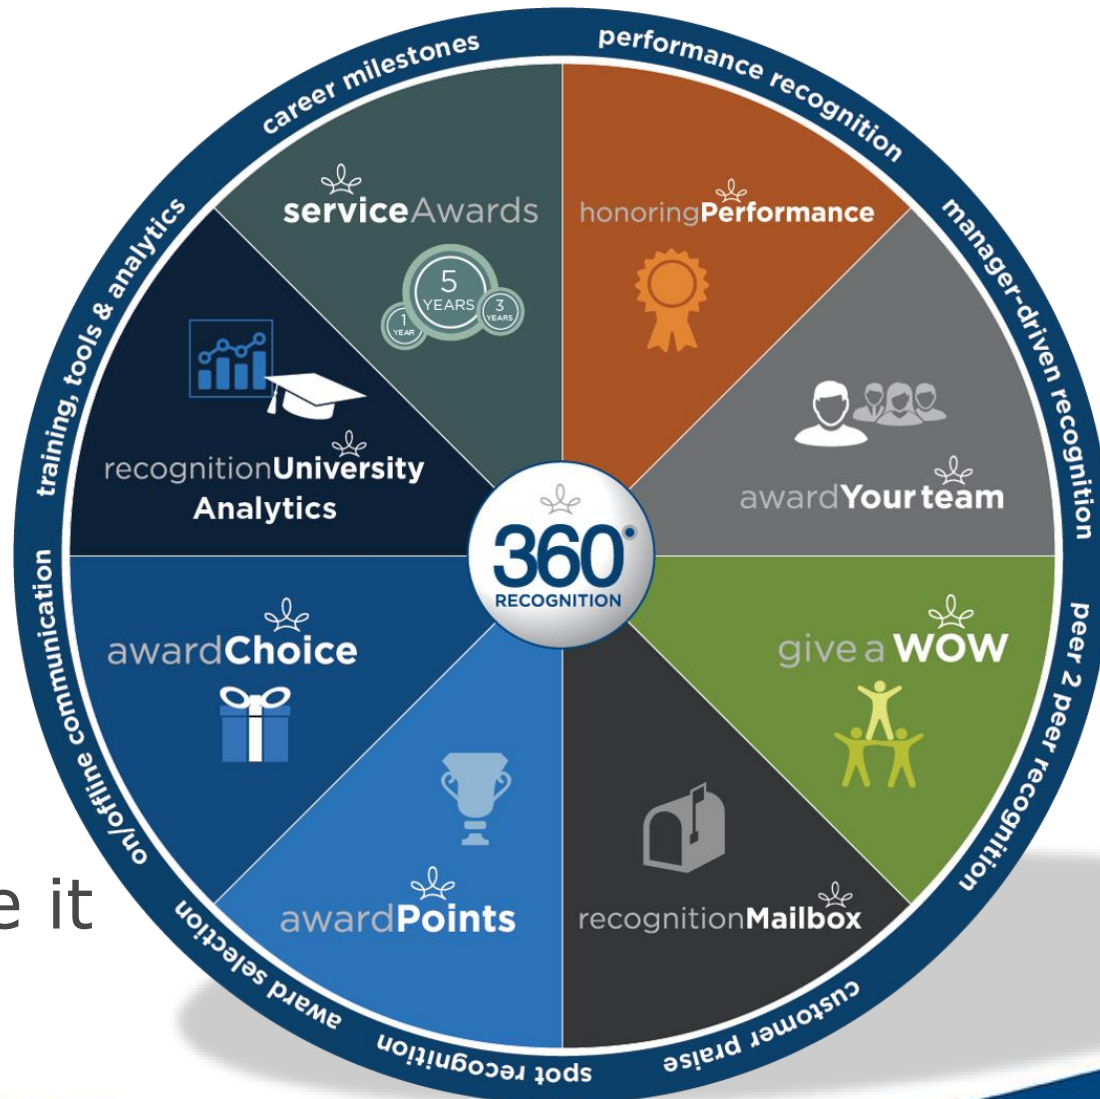 career milestones
performance recognition
manager-driven recognition
peer 2 peer recognition
customer praise
spot recognition
award selection
on/offline communication
training, tools & analytics
serviceAwards
5
YEARS
1
YEAR
3
YEARS
honoringPerformance
awardYour team
give a WOW
recognitionMailbox
awardPoints
awardChoice
recognitionUniversity
Analytics
360°
RECOGNITION
e it